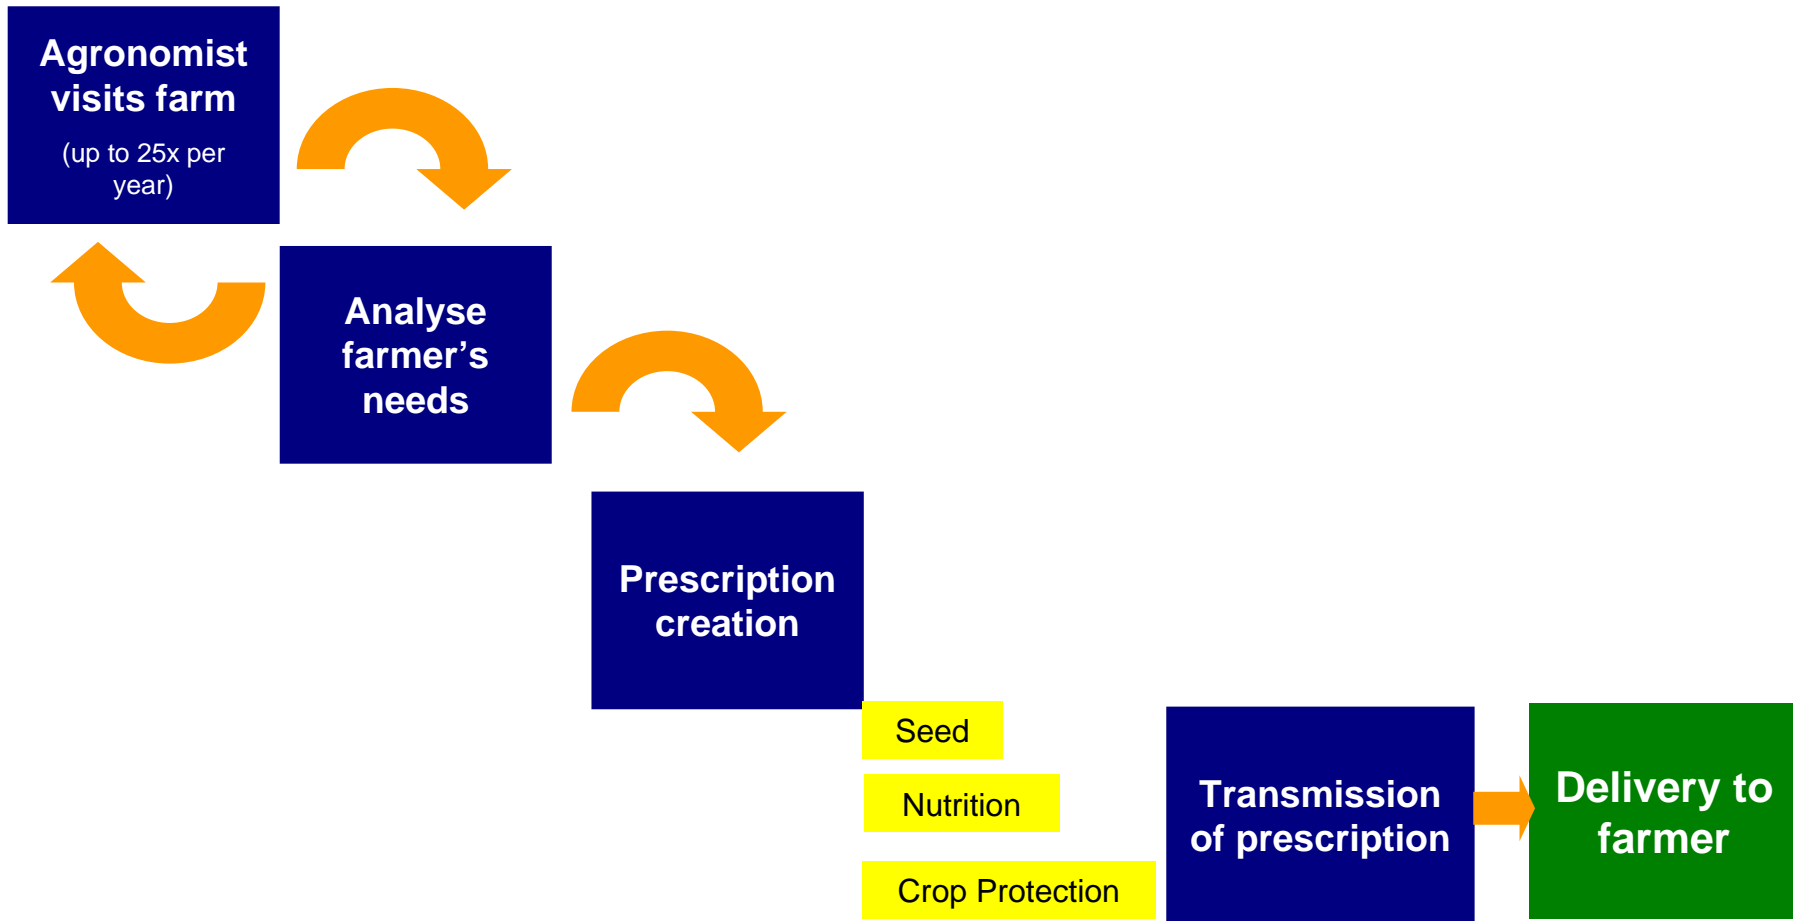 Agronomist
visits farm
(up to 25x per
year)
Analyse
farmer’s
needs
Prescription
creation
Seed
Nutrition
Crop Protection
Transmission
of prescription
Delivery to
farmer